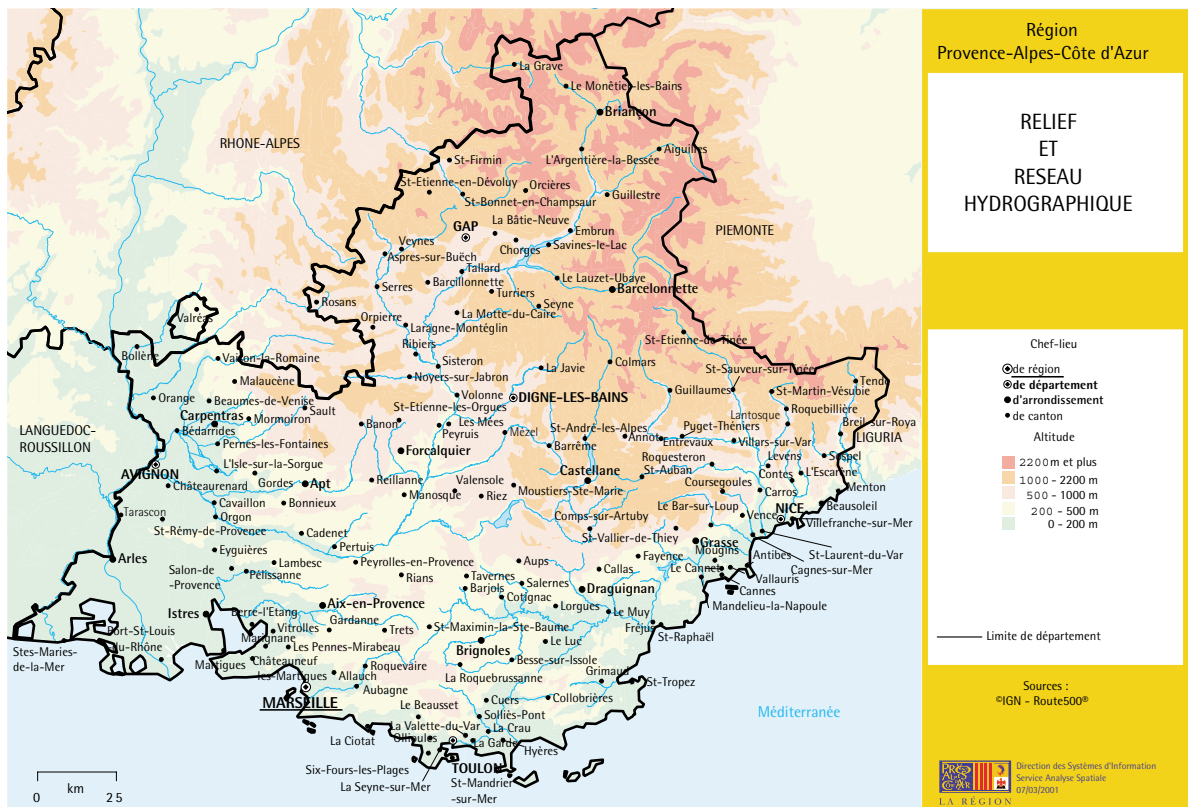 Région
Provence-Alpes-Côte d'Azur
RELIEF
ET
RESEAU
HYDROGRAPHIQUE
Chef-lieu
de région
de département
d'arrondissement
de canton
Altitude
2200m et plus
1000 - 2200 m
500 - 1000 m
200 - 500 m
0 - 200 m
Limite de département
Sources :
©IGN - Route500®
Direction des Systèmes d'Information
Service Analyse Spatiale
07/03/2001
LA RÉGION
La Grave
Le Monêtier-les-Bains
Briançon
RHONE-ALPES
St-Firmin
L'Argentière-la-Bessée
Aiguilles
St-Etienne-en-Dévoluy
Orcières
St-Bonnet-en-Champsaur
Guillestre
La Bâtie-Neuve
GAP
Embrun
PIEMONTE
Veynes
Chorges
Savines-le-Lac
Aspres-sur-Buëch
Tallard
Barcillonnette
Le Lauzet-Ubaye
Serres
Turriers
Barcelonnette
Rosans
Seyne
Valréas
Orpierre
La Motte-du-Caire
Laragne-Montéglin
St-Etienne-de-Tinée
Ribiers
Bollène
Vaison-la-Romaine
Sisteron
La Javie
Colmars
St-Sauveur-sur-Tinée
Malaucène
Noyers-sur-Jabron
Guillaumes
St-Martin-Vésubie
Tende
Orange
Beaumes-de-Venise
Sault
Volonne
DIGNE-LES-BAINS
Roquebillière
Carpentras
Mormoiron
St-Etienne-les-Orgues
Les Mées
Lantosque
Breil-sur-Roya
LANGUEDOC-
ROUSSILLON
Bédarrides
Banon
Peyruis
Mezel
St-André-les-Alpes
Annot
Puget-Théniers
Entrevaux
Villars-sur-Var
LIGURIA
Pernes-les-Fontaines
Forcalquier
Barrême
Roquesteron
Levens
Sospel
AVIGNON
L'Isle-sur-la-Sorgue
Castellane
St-Auban
Contes
L'Escarène
Châteaurenard
Gordes
Apt
Reillanne
Valensole
Moustiers-Ste-Marie
Coursegoules
Carros
Menton
Manosque
Riez
Cavaillon
Bonnieux
Le Bar-sur-Loup
Beausoleil
Tarascon
Orgon
Comps-sur-Artuby
Vence
NICE
Villefranche-sur-Mer
St-Rémy-de-Provence
Cadenet
St-Vallier-de-Thiey
Pertuis
Grasse
Arles
Eyguières
Mougins
Antibes
St-Laurent-du-Var
Lambesc
Peyrolles-en-Provence
Aups
Fayence
Cagnes-sur-Mer
Salon-de
-Provence
Pélissanne
Rians
Tavernes
Callas
Le Cannet
Vallauris
Barjols
Salernes
Draguignan
Cannes
Cotignac
Istres
Aix-en-Provence
Lorgues
Le Muy
Mandelieu-la-Napoule
Berre-l'Etang
Gardanne
Vitrolles
Trets
St-Maximin-la-Ste-Baume
Fréjus
St-Raphaël
Port-St-Louis
du-Rhône
Marignane
Les Pennes-Mirabeau
Brignoles
Le Luc
Stes-Maries-
de-la-Mer
Martigues
Châteauneuf
les-Martigues
Roquevaire
Besse-sur-Issole
Allauch
La Roquebrussanne
Grimaud
St-Tropez
Aubagne
MARSEILLE
Cuers
Collobrières
Le Beausset
Solliès-Pont
Méditerranée
La Valette-du-Var
La Crau
La Ciotat
Ollioules
La Garde
Hyères
Six-Fours-les-Plages
TOULON
La Seyne-sur-Mer
St-Mandrier
-sur-Mer
km
25